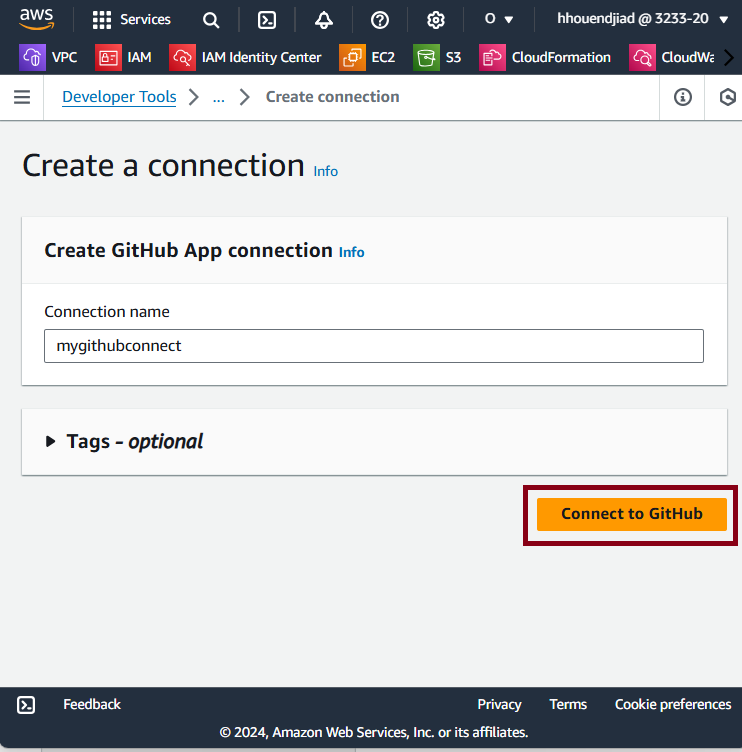 aws Services O ▼ hhouendjiad @ 3233-20 ▼
VPC IAM IAM Identity Center EC2 S3 CloudFormation CloudWa
Developer Tools > ... > Create connection
Create a connection Info
Create GitHub App connection Info
Connection name
mygithubconnect
Tags - optional
Connect to GitHub
Feedback Privacy Terms Cookie preferences
© 2024, Amazon Web Services, Inc. or its affiliates.